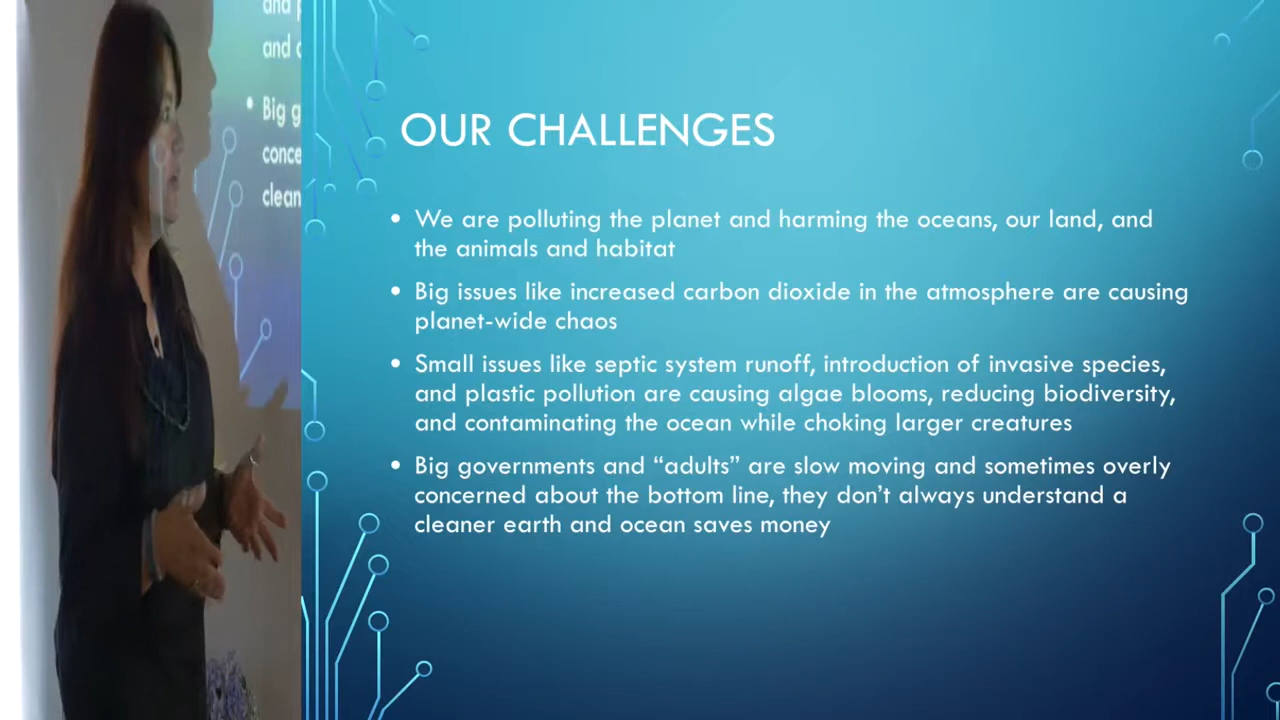 and
and
• Big
OUR CHALLENGES
• We are polluting the planet and harming the oceans, our land, and
the animals and habitat
• Big issues like increased carbon dioxide in the atmosphere are causing
planet-wide chaos
• Small issues like septic system runoff, introduction of invasive species,
and plastic pollution are causing algae blooms, reducing biodiversity,
and contaminating the ocean while choking larger creatures
• Big governments and “adults” are slow moving and sometimes overly
concerned about the bottom line, they don’t always understand a
cleaner earth and ocean saves money